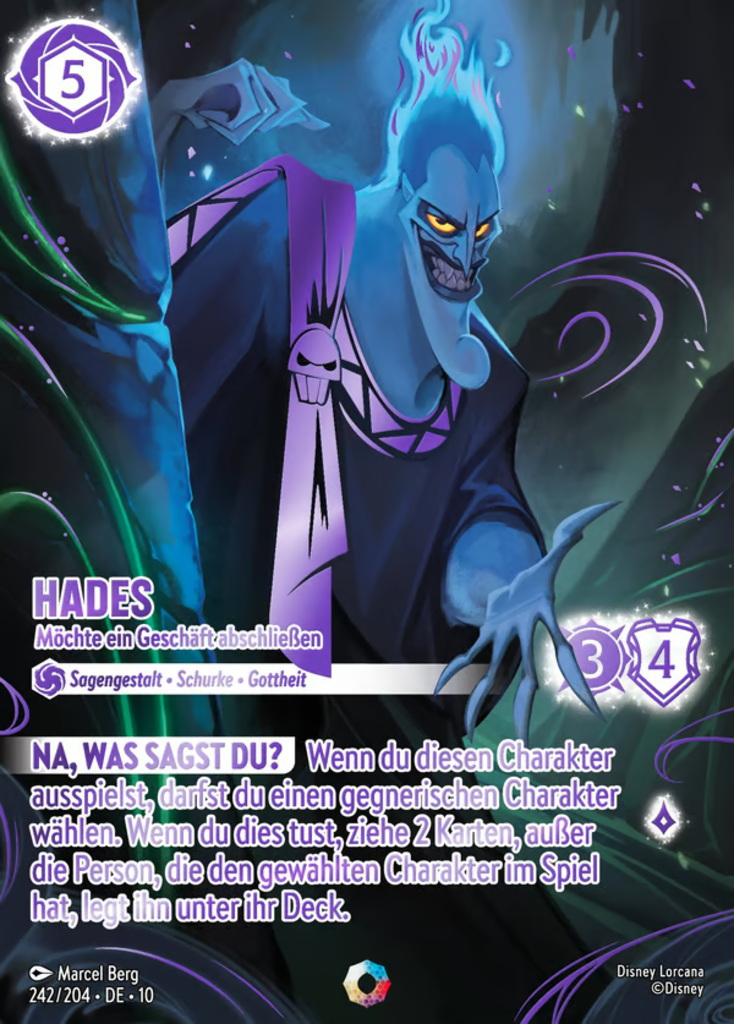 5
HADES
Möchte ein Geschäft abschließen
Sagengestalt • Schurke • Gottheit
3 4
NA, WAS SAGST DU? Wenn du diesen Charakter
ausspielst, darfst du einen gegnerischen Charakter
wählen. Wenn du dies tust, ziehe 2 Karten, außer
die Person, die den gewählten Charakter im Spiel
hat, legt ihn unter ihr Deck.
Marcel Berg
242/204 • DE • 10
Disney Lorcana
©Disney